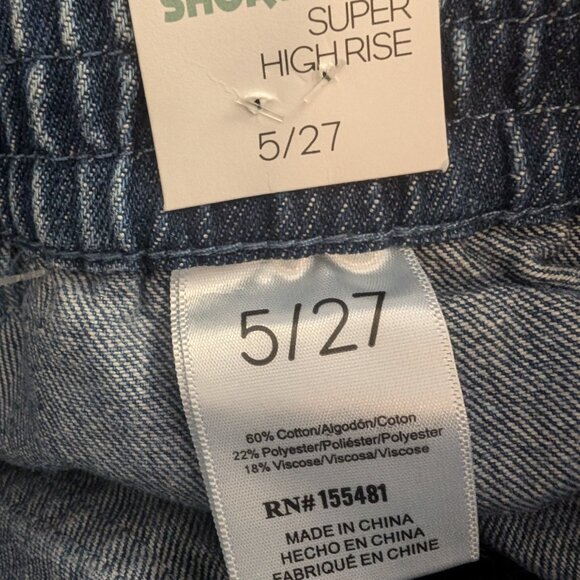 SUPER
HIGH RISE
5/27
5/27
60% Cotton/Algodón/Coton
22% Polyester/Poliéster/Polyester
18% Viscose/Viscosa/Viscose
RN# 155481
MADE IN CHINA
HECHO EN CHINA
FABRIQUÉ EN CHINE